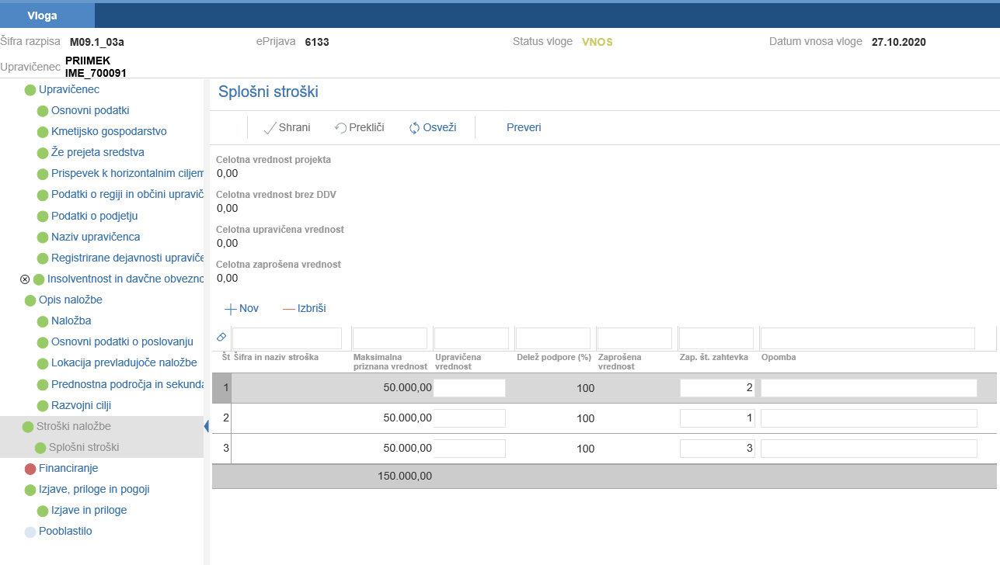 Vloga
Šifra razpisa M09.1_03a ePrijava 6133 Status vloge VNOS Datum vnosa vloge 27.10.2020
Upravičenec PRIIMEK
IME_700091
Upravičenec
Osnovni podatki
Kmetijsko gospodarstvo
Že prejeta sredstva
Prispevek k horizontalnim ciljem
Podatki o regiji in občini upravič
Podatki o podjetju
Naziv upravičenca
Registrirane dejavnosti upraviče
Insolventnost in davčne obvezno
Opis naložbe
Naložba
Osnovni podatki o poslovanju
Lokacija prevladujoče naložbe
Prednostna področja in sekunda
Razvojni cilji
Stroški naložbe
Splošni stroški
Financiranje
Izjave, priloge in pogoji
Izjave in priloge
Pooblastilo
Splošni stroški
Shrani Prekliči Osveži Preveri
Celotna vrednost projekta
0,00
Celotna vrednost brez DDV
0,00
Celotna upravičena vrednost
0,00
Celotna zaprošena vrednost
0,00
Nov Izbriši
Št Šifra in naziv stroška Maksimalna priznana vrednost Upravičena vrednost Delež podpore (%) Zaprošena vrednost Zap. št. zahtevka Opomba
1 50.000,00 100 2
2 50.000,00 100 1
3 50.000,00 100 3
150.000,00